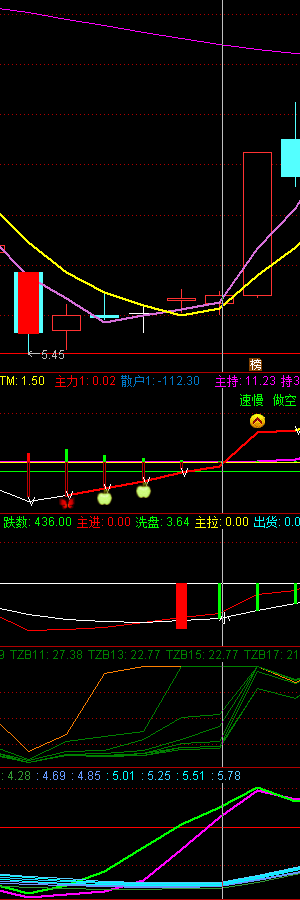 5.45
榜
TM: 1.50 主力1: 0.02 散户1: -112.30 主持: 11.23 持3
速慢 做空
跌数: 436.00 主进: 0.00 洗盘: 3.64 主拉: 0.00 出货: 0.0
9 TZB11: 27.38 TZB13: 22.77 TZB15: 22.77 TZB17: 21
: 4.28 : 4.69 : 4.85 : 5.01 : 5.25 : 5.51 : 5.78